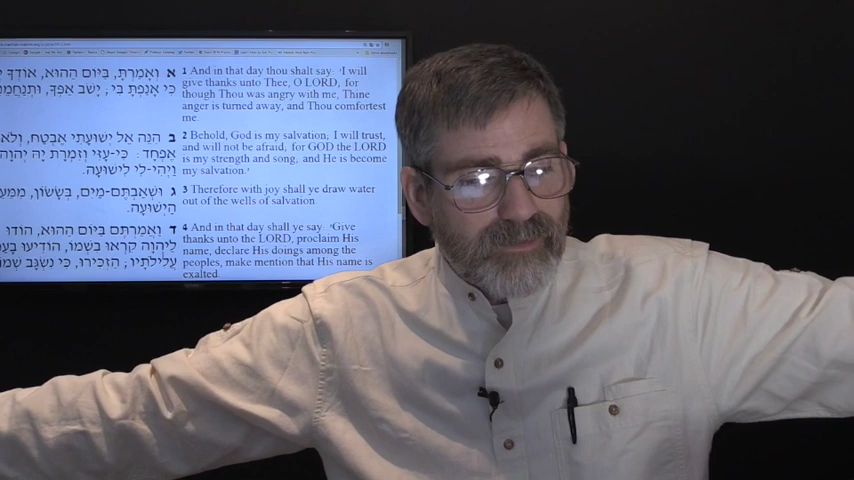 א וְאָמַרְתָּ, בַּיּוֹם הַהוּא, אוֹדְךָ
כִּי אָנַפְתָּ בִּי; יָשֹׁב אַפְּךָ,
1 And in that day thou shalt say: 'I will
give thanks unto Thee, O LORD, for
though Thou was angry with me, Thine
anger is turned away, and Thou comfortest
me.
ב הִנֵּה אֵל יְשׁוּעָתִי אֶבְטַח, וְלֹא
אֶפְחָד: כִּי-עָזִּי וְזִמְרָת יָהּ יְהוָה
וַיְהִי-לִי לִישׁוּעָה.
2 Behold, God is my salvation; I will trust,
and will not be afraid; for GOD the LORD
is my strength and song; and He is become
my salvation.'
ג וּשְׁאַבְתֶּם-מַיִם, בְּשָׂשׂוֹן,
הַיְשׁוּעָה.
3 Therefore with joy shall ye draw water
out of the wells of salvation.
ד וַאֲמַרְתֶּם בַּיּוֹם הַהוּא, הוֹדוּ
לַיהוָה קִרְאוּ בִשְׁמוֹ, הוֹדִיעוּ
עֲלִילֹתָיו; הַזְכִּירוּ, כִּי נִשְׂגָּב שְׁמוֹ
4 And in that day shall ye say: 'Give
thanks unto the LORD, proclaim His
name, declare His doings among the
peoples, make mention that His name is
exalted.